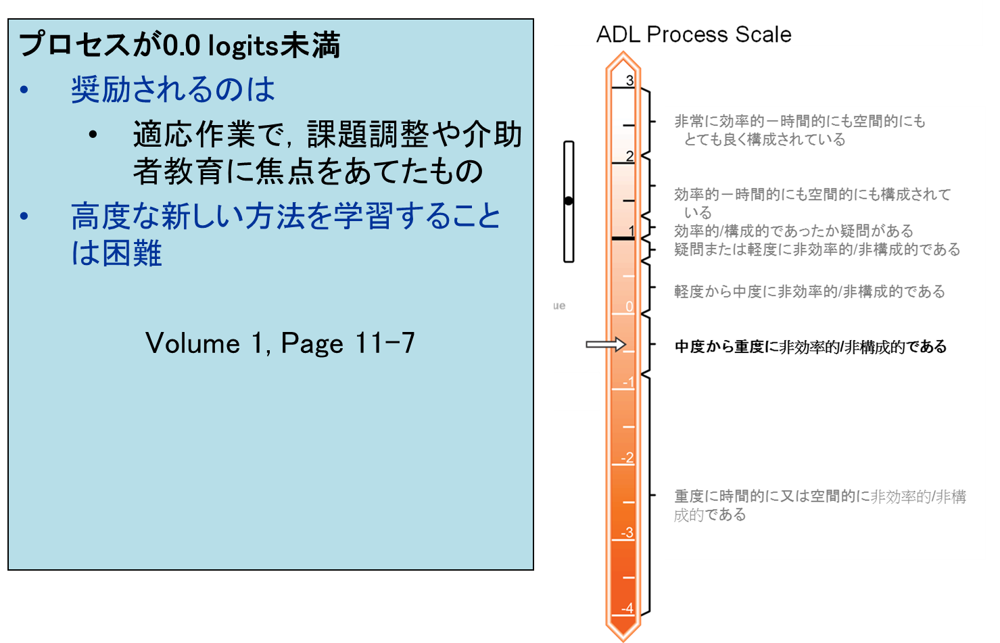 プロセスが0.0 logits未満
• 奨励されるのは
• 適応作業で，課題調整や介助
者教育に焦点をあてたもの
• 高度な新しい方法を学習すること
は困難
Volume 1, Page 11-7
ADL Process Scale
3
2
1
0
-1
-2
-3
-4
ue
非常に効率的－時間的にも空間的にも
とても良く構成されている
効率的－時間的にも空間的にも構成されて
いる
効率的/構成的であったか疑問がある
疑問または軽度に非効率的/非構成的である
軽度から中度に非効率的/非構成的である
中度から重度に非効率的/非構成的である
重度に時間的に又は空間的に非効率的/非構
成的である